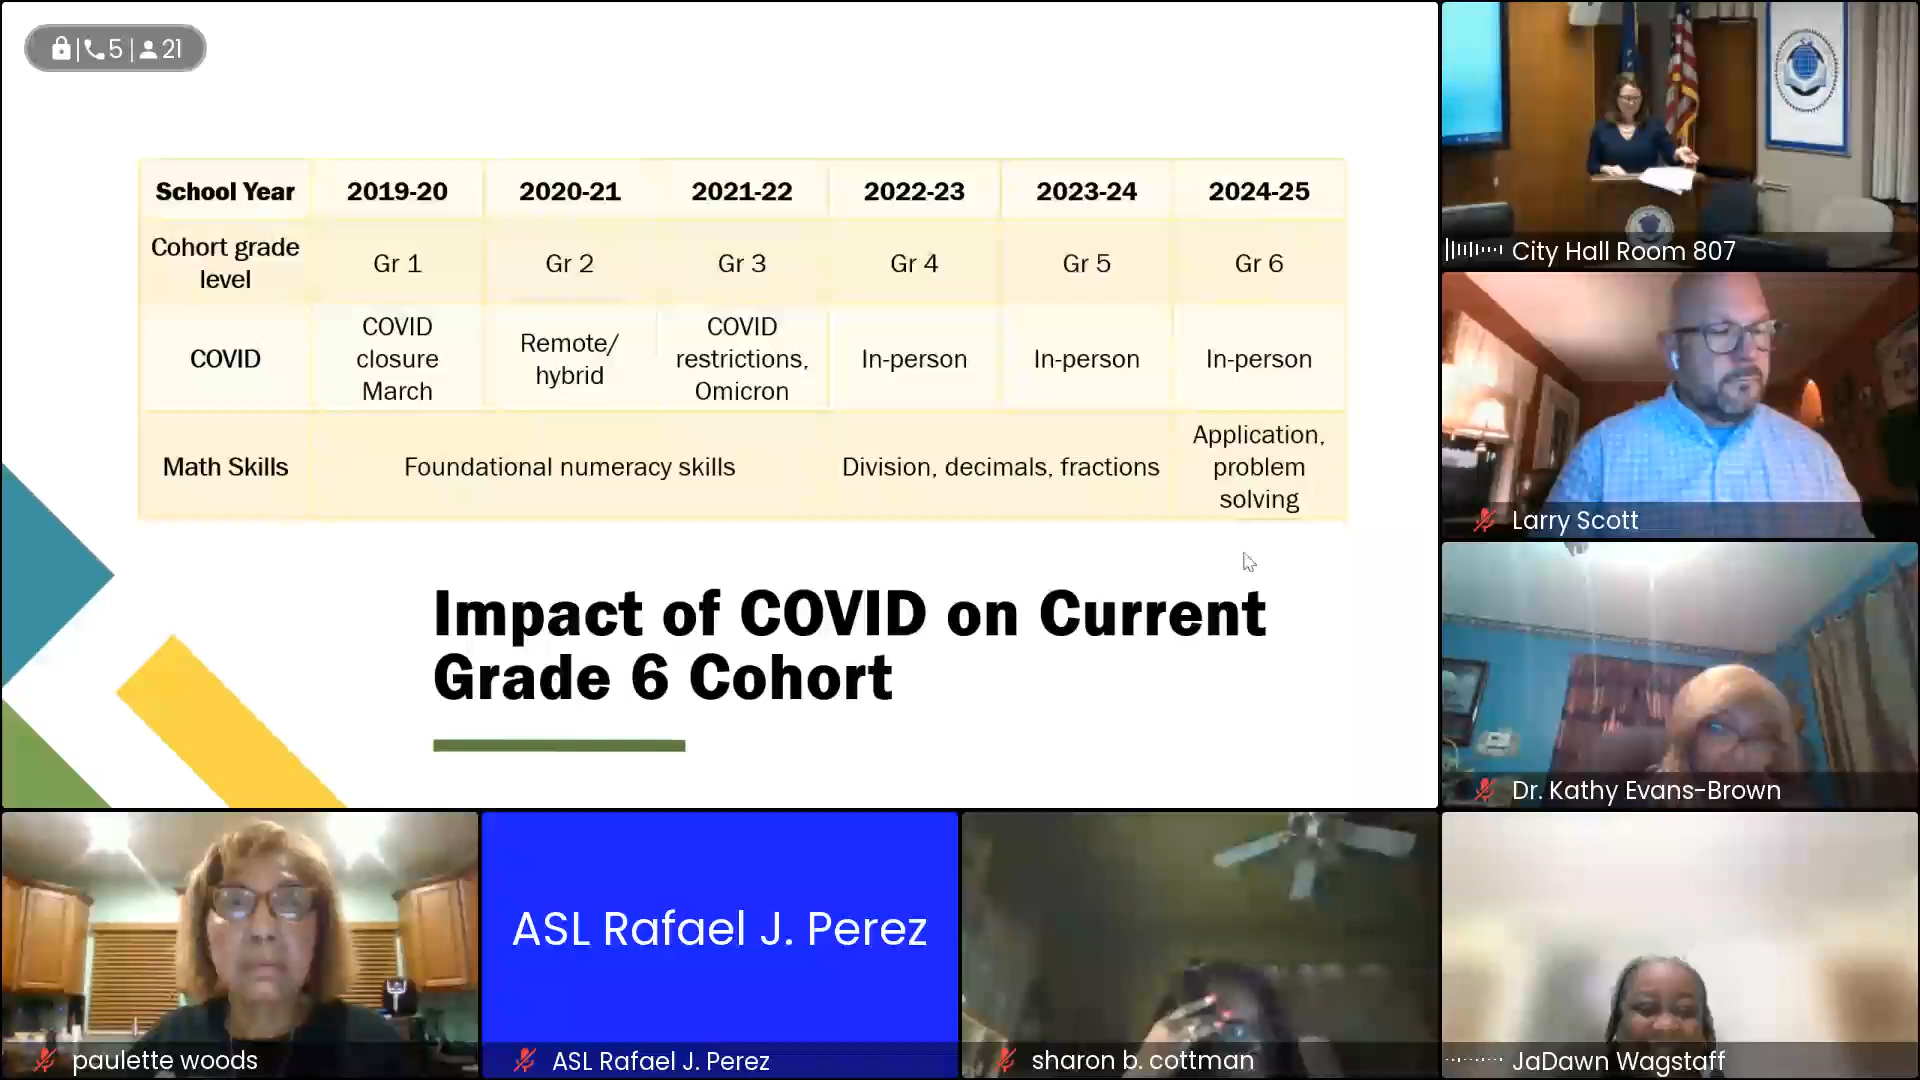 5 | 21
School Year 2019-20 2020-21 2021-22 2022-23 2023-24 2024-25
Cohort grade level Gr 1 Gr 2 Gr 3 Gr 4 Gr 5 Gr 6
COVID
COVID
closure
March
Remote/
hybrid
COVID
restrictions,
Omicron
In-person
In-person
In-person
Math Skills
Foundational numeracy skills
Division, decimals, fractions
Application,
problem
solving
Impact of COVID on Current
Grade 6 Cohort
City Hall Room 807
Larry Scott
Dr. Kathy Evans-Brown
paulette woods
ASL Rafael J. Perez
ASL Rafael J. Perez
sharon b. cottman
JaDawn Wagstaff